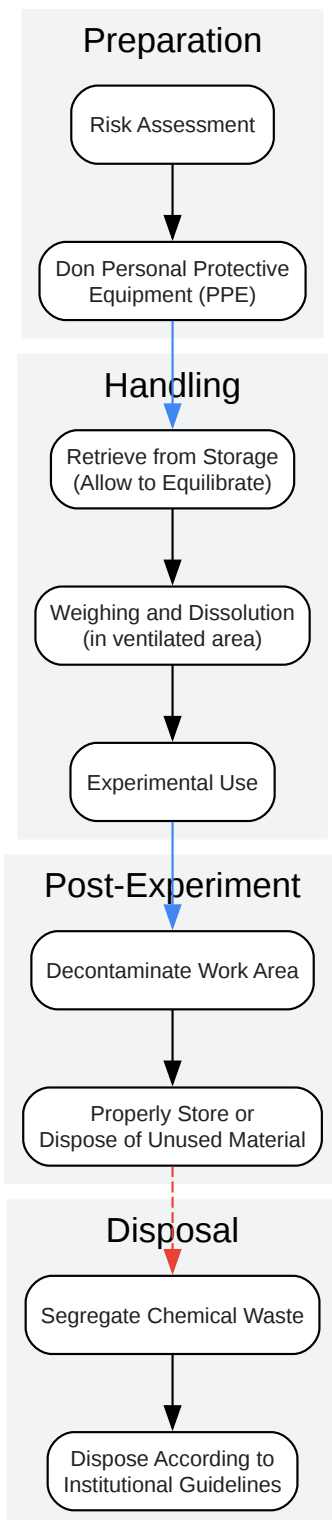 Preparation
Risk Assessment
Don Personal Protective
Equipment (PPE)
Handling
Retrieve from Storage
(Allow to Equilibrate)
Weighing and Dissolution
(in ventilated area)
Experimental Use
Post-Experiment
Decontaminate Work Area
Properly Store or
Dispose of Unused Material
Disposal
Segregate Chemical Waste
Dispose According to
Institutional Guidelines